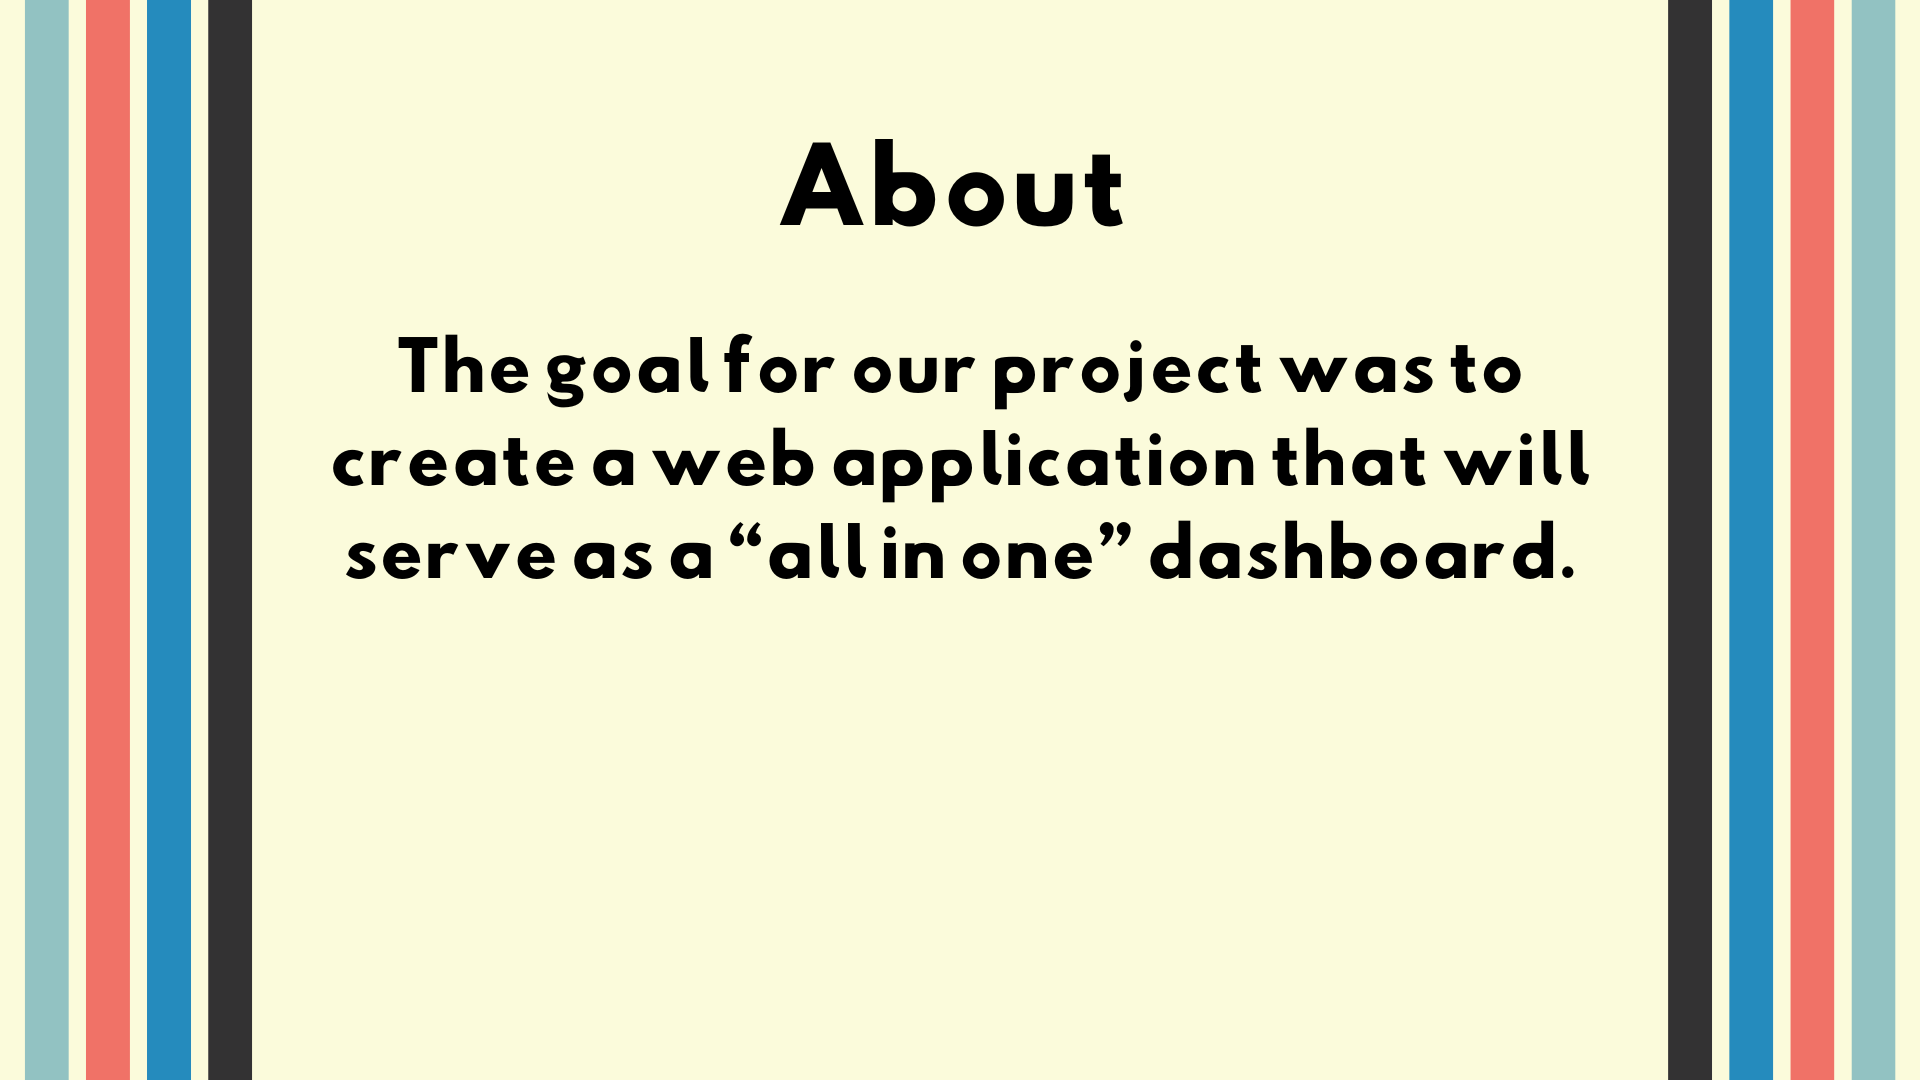 About
The goal for our project was to
create a web application that will
serve as a “all in one” dashboard.